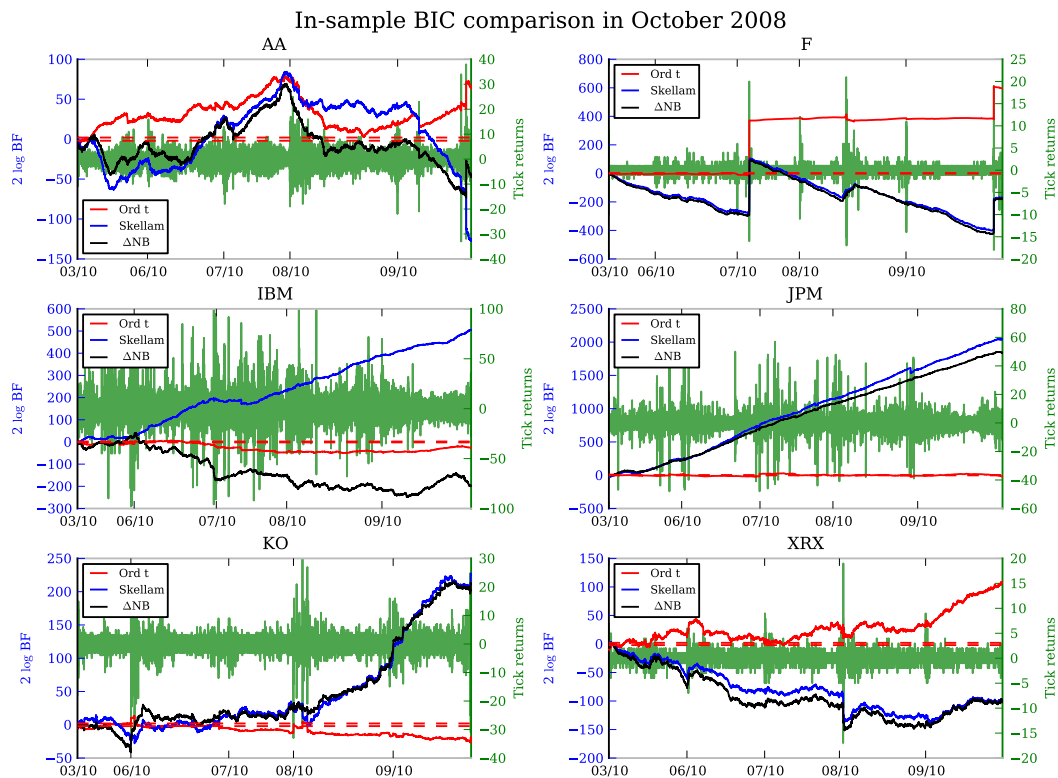 In-sample BIC comparison in October 2008
AA
100
50
0
−50
−100
−150
2 log BF
Ord t
Skellam
ΔNB
40
30
20
10
0
−10
−20
−30
−40
Tick returns
03/10 06/10 07/10 08/10 09/10
F
800
600
400
200
0
−200
−400
−600
2 log BF
Ord t
Skellam
ΔNB
25
20
15
10
5
0
−5
−10
−15
−20
Tick returns
03/10 06/10 07/10 08/10 09/10
IBM
600
500
400
300
200
100
0
−100
−200
−300
2 log BF
Ord t
Skellam
ΔNB
100
50
0
−50
−100
Tick returns
03/10 06/10 07/10 08/10 09/10
JPM
2500
2000
1500
1000
500
0
−500
2 log BF
Ord t
Skellam
ΔNB
80
60
40
20
0
−20
−40
−60
Tick returns
03/10 06/10 07/10 08/10 09/10
KO
250
200
150
100
50
0
−50
2 log BF
Ord t
Skellam
ΔNB
30
20
10
0
−10
−20
−30
−40
Tick returns
03/10 06/10 07/10 08/10 09/10
XRX
150
100
50
0
−50
−100
−150
−200
2 log BF
Ord t
Skellam
ΔNB
20
15
10
5
0
−5
−10
−15
−20
Tick returns
03/10 06/10 07/10 08/10 09/10